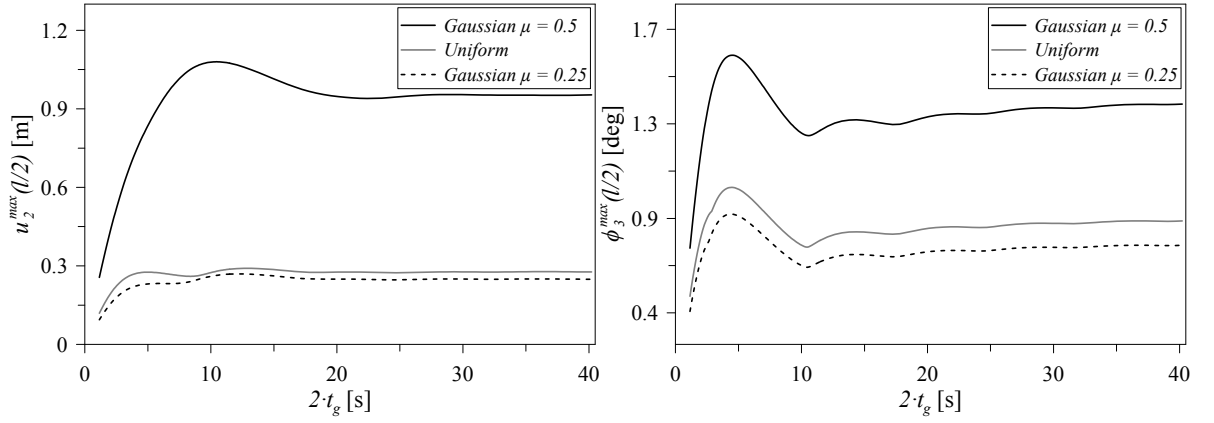 1.2
0.9
0.6
0.3
0
u₂ᵐᵃˣ(l/2) [m]
Gaussian μ = 0.5
Uniform
Gaussian μ = 0.25
0 10 20 30 40
2·t_g [s]
1.7
1.3
0.9
0.4
ϕ₃ᵐᵃˣ(l/2) [deg]
Gaussian μ = 0.5
Uniform
Gaussian μ = 0.25
0 10 20 30 40
2·t_g [s]